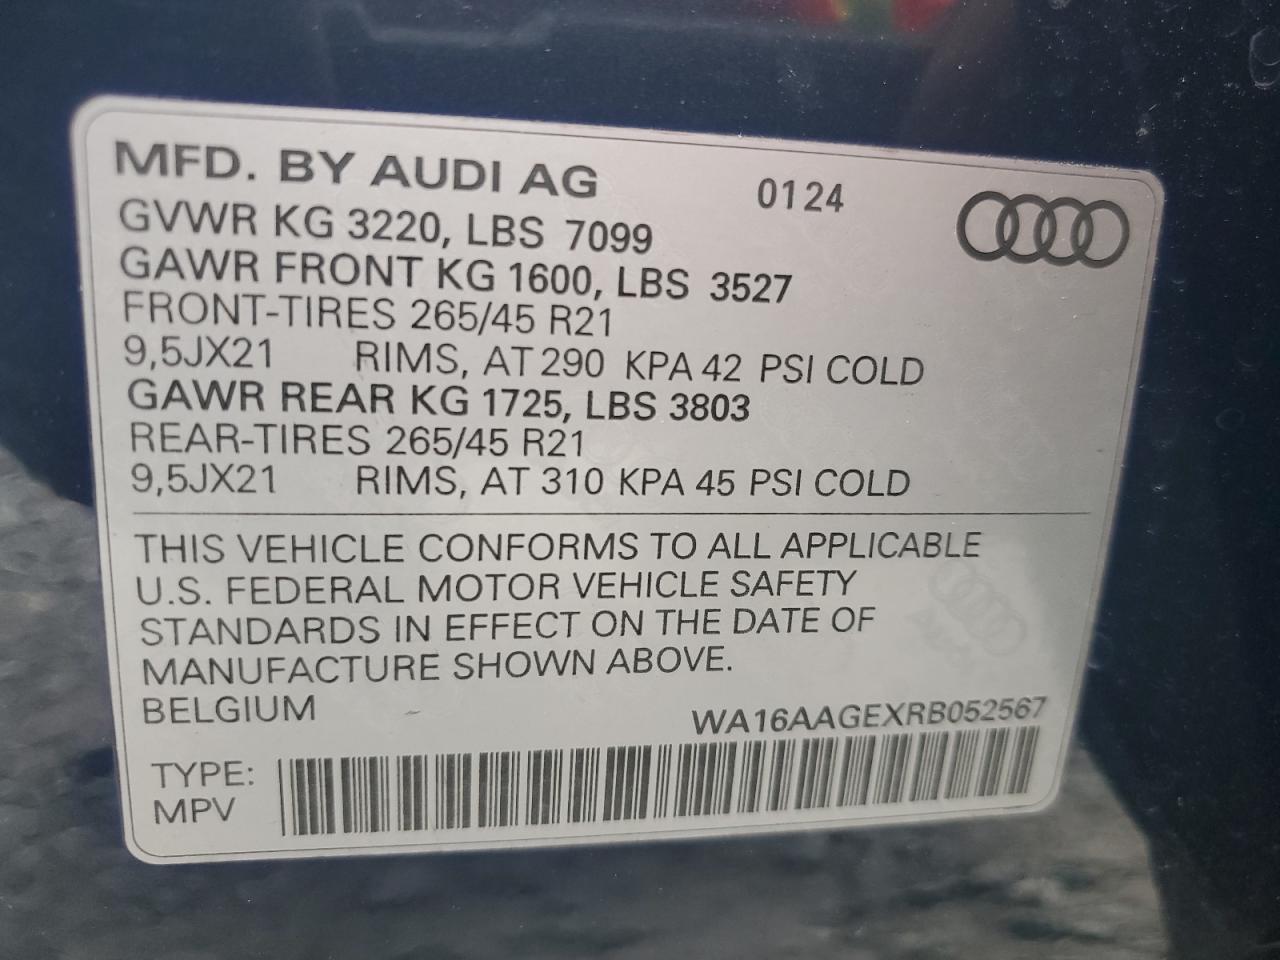 MFD. BY AUDI AG 0124
GVWR KG 3220, LBS 7099
GAWR FRONT KG 1600, LBS 3527
FRONT-TIRES 265/45 R21
9,5JX21 RIMS, AT 290 KPA 42 PSI COLD
GAWR REAR KG 1725, LBS 3803
REAR-TIRES 265/45 R21
9,5JX21 RIMS, AT 310 KPA 45 PSI COLD
THIS VEHICLE CONFORMS TO ALL APPLICABLE
U.S. FEDERAL MOTOR VEHICLE SAFETY
STANDARDS IN EFFECT ON THE DATE OF
MANUFACTURE SHOWN ABOVE.
BELGIUM WA16AAGEXRB052567
TYPE:
MPV